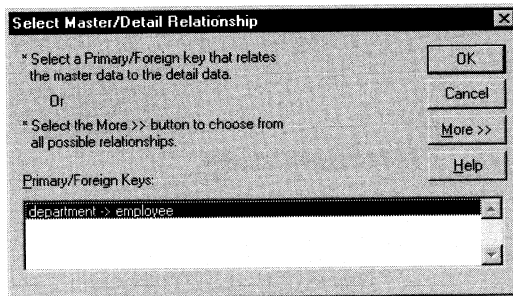 Select Master/Detail Relationship
* Select a Primary/Foreign key that relates
the master data to the detail data.
Or
* Select the More >> button to choose from
all possible relationships.
Primary/Foreign Keys:
department -> employee
OK
Cancel
More >>
Help